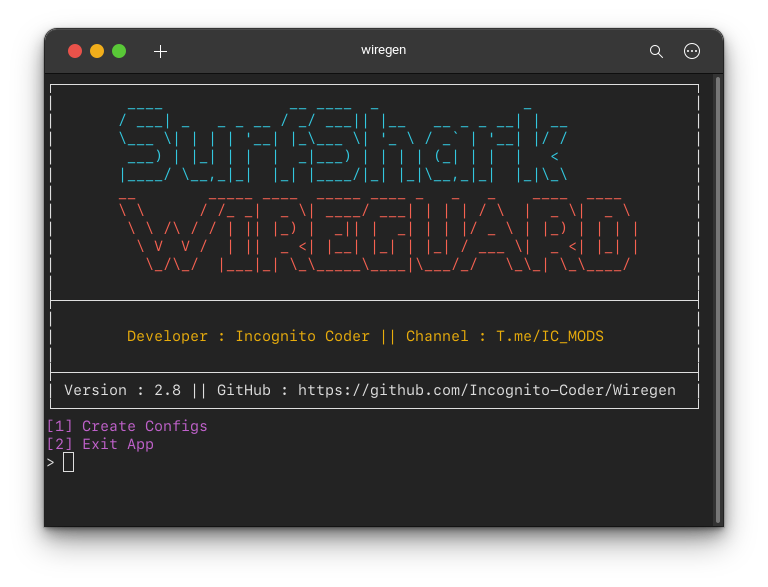 wiregen
SurfShark
WIREGUARD
Developer : Incognito Coder || Channel : T.me/IC_MODS
Version : 2.8 || GitHub : https://github.com/Incognito-Coder/Wiregen
[1] Create Configs
[2] Exit App
>